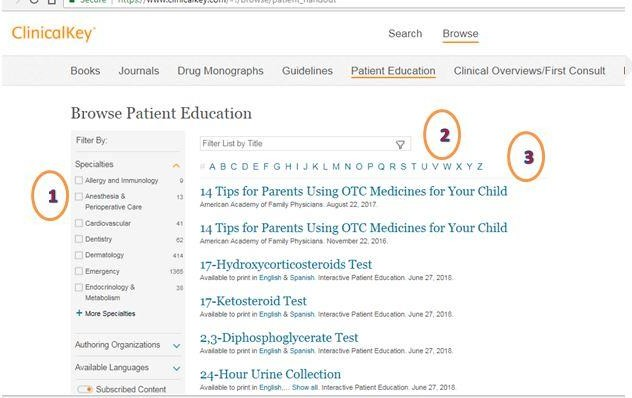 Secure
https://www.clinicalkey.com/#!/browse/patient_handout
ClinicalKey
Search Browse
Books Journals Drug Monographs Guidelines Patient Education Clinical Overviews/First Consult
Browse Patient Education
Filter By:
Specialties
Allergy and Immunology 9
Anesthesia & 13
Perioperative Care
Cardiovascular 41
Dentistry 62
Dermatology 414
Emergency 1365
Endocrinology & 38
Metabolism
+ More Specialties
Authoring Organizations
Available Languages
Subscribed Content
1
Filter List by Title
2
# A B C D E F G H I J K L M N O P Q R S T U V W X Y Z
3
14 Tips for Parents Using OTC Medicines for Your Child
American Academy of Family Physicians. August 22, 2017.
14 Tips for Parents Using OTC Medicines for Your Child
American Academy of Family Physicians. November 22, 2016.
17-Hydroxycorticosteroids Test
Available to print in English & Spanish. Interactive Patient Education. June 27, 2018.
17-Ketosteroid Test
Available to print in English & Spanish. Interactive Patient Education. June 27, 2018.
2,3-Diphosphoglycerate Test
Available to print in English & Spanish. Interactive Patient Education. June 27, 2018.
24-Hour Urine Collection
Available to print in English,... Show all. Interactive Patient Education. June 27, 2018.